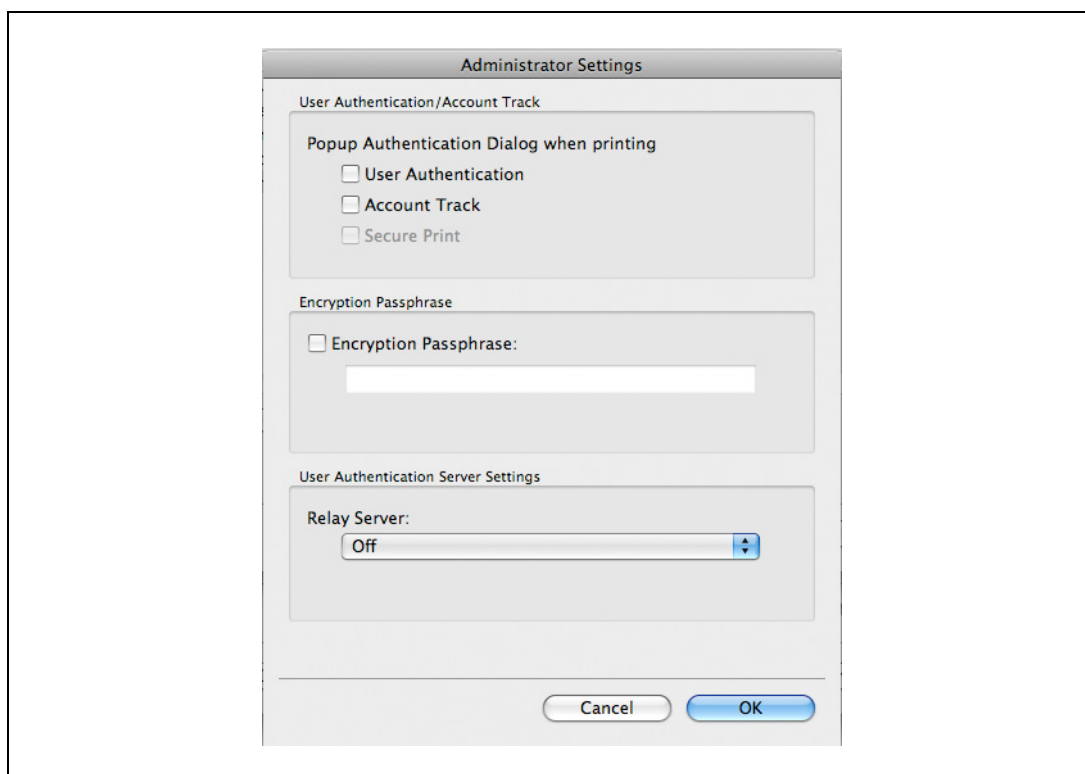 Administrator Settings
User Authentication/Account Track
Popup Authentication Dialog when printing
User Authentication
Account Track
Secure Print
Encryption Passphrase
Encryption Passphrase:
User Authentication Server Settings
Relay Server:
Off
Cancel OK